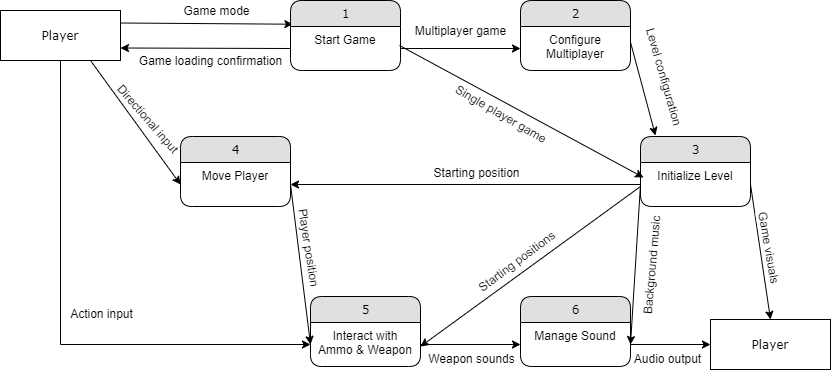 Game mode
1
2
Player
Start Game
Multiplayer game
Configure
Multiplayer
Game loading confirmation
Level configuration
Single player game
Directional input
4
3
Move Player
Starting position
Initialize Level
Player position
Starting positions
Background music
Game visuals
Action input
5
6
Interact with
Ammo & Weapon
Manage Sound
Weapon sounds
Audio output
Player